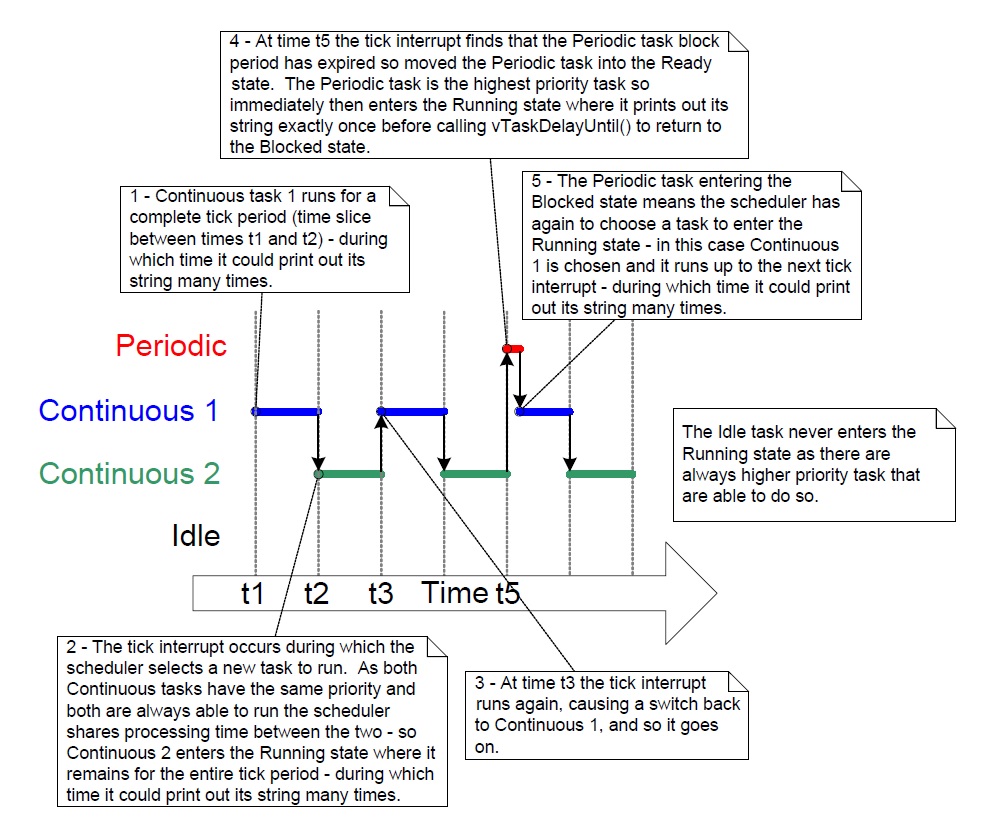 4 - At time t5 the tick interrupt finds that the Periodic task block
period has expired so moved the Periodic task into the Ready
state.  The Periodic task is the highest priority task so
immediately then enters the Running state where it prints out its
string exactly once before calling vTaskDelayUntil() to return to
the Blocked state.
1 - Continuous task 1 runs for a
complete tick period (time slice
between times t1 and t2) - during
which time it could print out its
string many times.
5 - The Periodic task entering the
Blocked state means the scheduler has
again to choose a task to enter the
Running state - in this case Continuous
1 is chosen and it runs up to the next tick
interrupt - during which time it could print
out its string many times.
Periodic
Continuous 1
Continuous 2
Idle
The Idle task never enters the
Running state as there are
always higher priority task that
are able to do so.
t1 t2 t3 Time t5
2 - The tick interrupt occurs during which the
scheduler selects a new task to run.  As both
Continuous tasks have the same priority and
both are always able to run the scheduler
shares processing time between the two - so
Continuous 2 enters the Running state where it
remains for the entire tick period - during which
time it could print out its string many times.
3 - At time t3 the tick interrupt
runs again, causing a switch back
to Continuous 1, and so it goes
on.